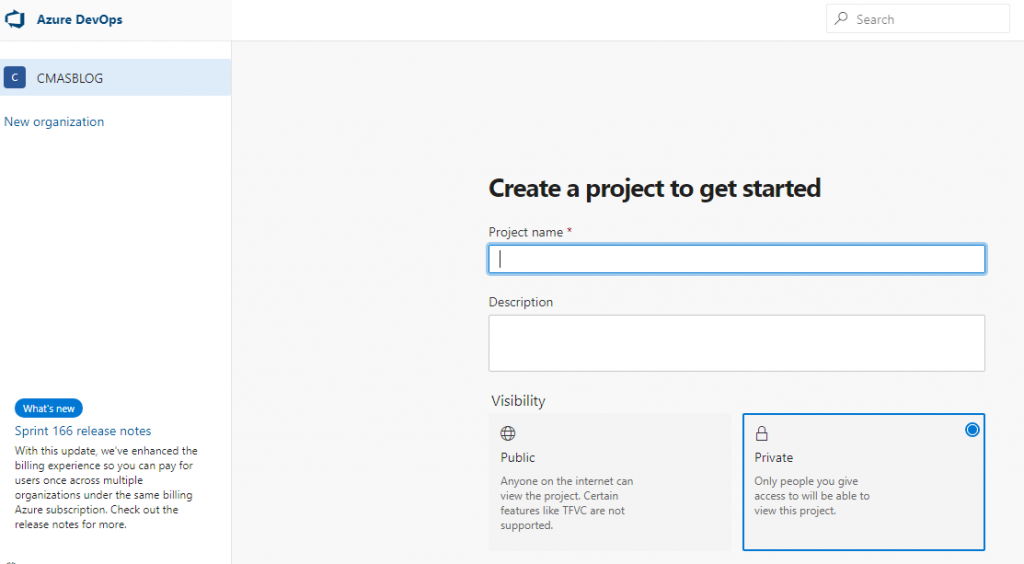 Azure DevOps
Search
C
CMASBLOG
New organization
Create a project to get started
Project name *
Description
Visibility
Public
Anyone on the internet can
view the project. Certain
features like TFVC are not
supported.
Private
Only people you give
access to will be able to
view this project.
What's new
Sprint 166 release notes
With this update, we've enhanced the
billing experience so you can pay for
users once across multiple
organizations under the same billing
Azure subscription. Check out the
release notes for more.